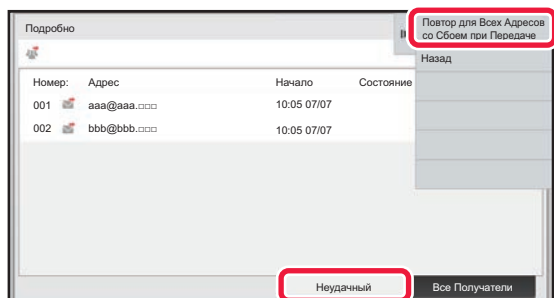 Подробно
Повтор для Всех Адресов
со Сбоем при Передаче
Назад
Номер: Адрес Начало Состояние
001 aaa@aaa.□□□ 10:05 07/07
002 bbb@bbb.□□□ 10:05 07/07
Неудачный Все Получатели